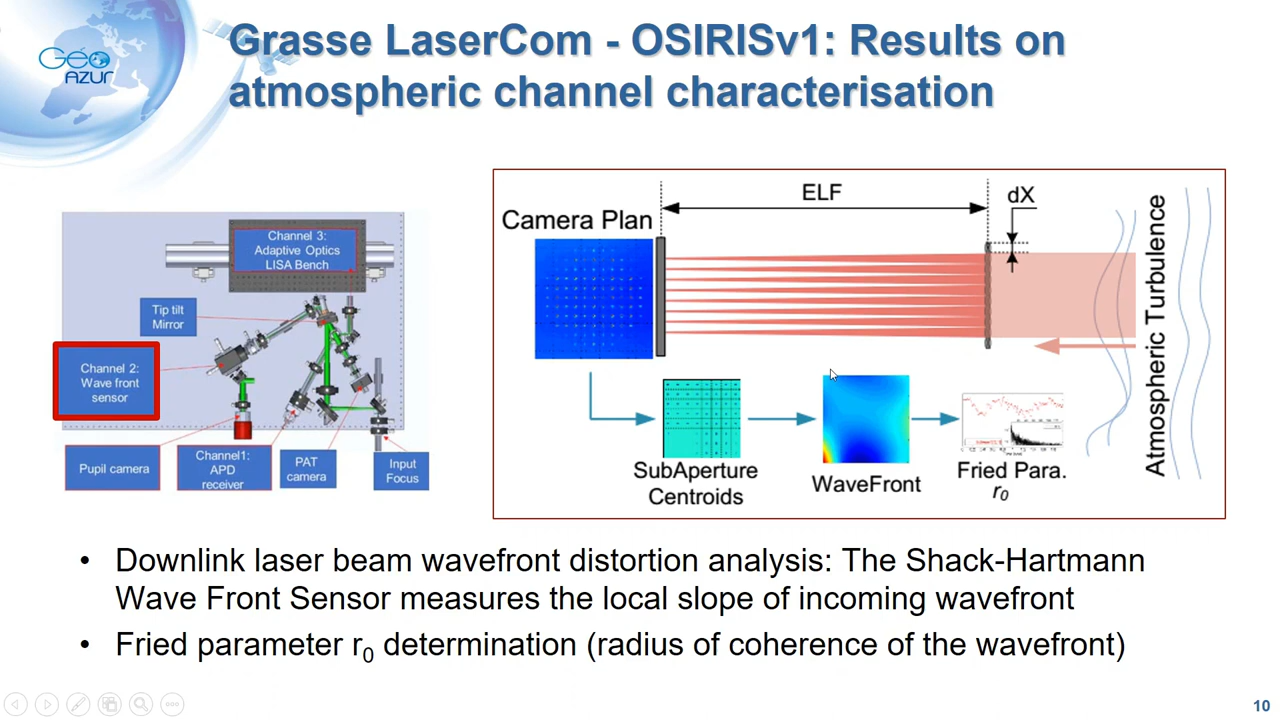 Géo
AZUR
Grasse LaserCom - OSIRISv1: Results on
atmospheric channel characterisation
Channel 3:
Adaptive Optics
LISA Bench
Tip tilt
Mirror
Channel 2:
Wave front
sensor
Pupil camera
Channel1:
APD
receiver
PAT
camera
Input
Focus
ELF
dX
Camera Plan
Atmospheric Turbulence
SubAperture
Centroids
WaveFront
Fried Para.
r0
• Downlink laser beam wavefront distortion analysis: The Shack-Hartmann
Wave Front Sensor measures the local slope of incoming wavefront
• Fried parameter r0 determination (radius of coherence of the wavefront)
10